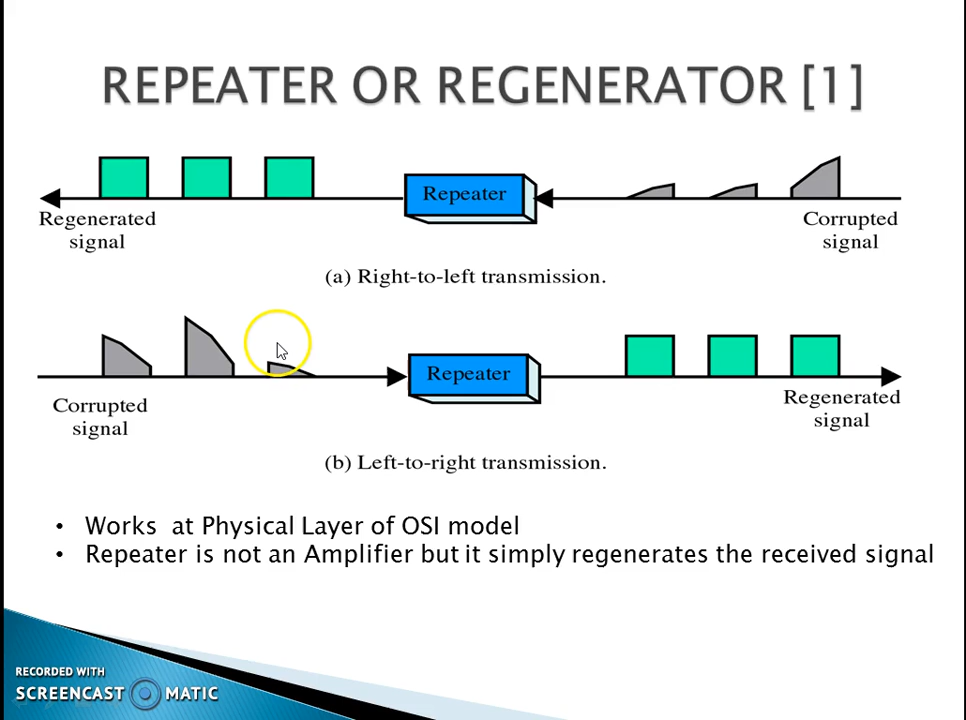 REPEATER OR REGENERATOR [1]
Repeater
Regenerated
signal
Corrupted
signal
(a) Right-to-left transmission.
Repeater
Corrupted
signal
Regenerated
signal
(b) Left-to-right transmission.
• Works at Physical Layer of OSI model
• Repeater is not an Amplifier but it simply regenerates the received signal
RECORDED WITH
SCREENCAST MATIC